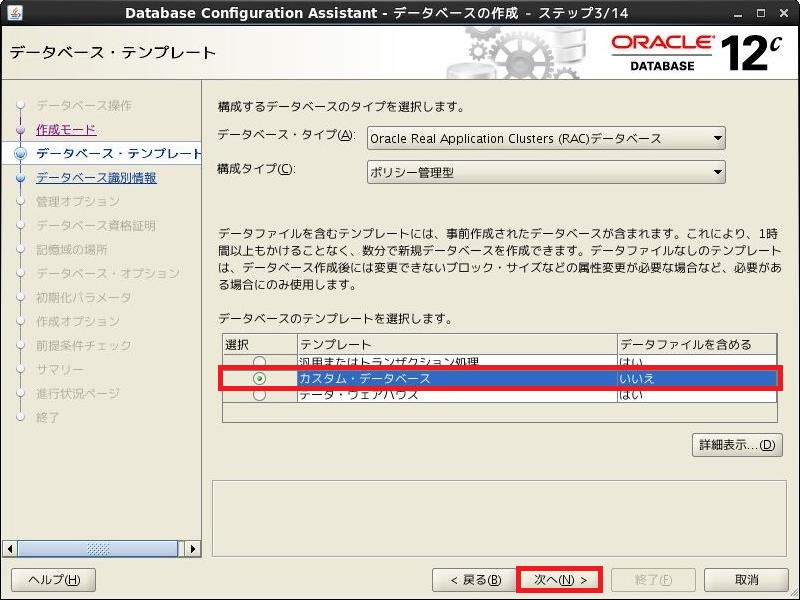 Database Configuration Assistant - データベースの作成 - ステップ3/14
データベース・テンプレート
ORACLE
DATABASE
12c
データベース操作
作成モード
データベース・テンプレート
データベース識別情報
管理オプション
データベース資格証明
記憶域の場所
データベース・オプション
初期化パラメータ
作成オプション
前提条件チェック
サマリー
進行状況ページ
終了
構成するデータベースのタイプを選択します。
データベース・タイプ(A): Oracle Real Application Clusters (RAC)データベース
構成タイプ(C): ポリシー管理型
データファイルを含むテンプレートには、事前作成されたデータベースが含まれます。これにより、1時
間以上もかけることなく、数分で新規データベースを作成できます。データファイルなしのテンプレート
は、データベース作成後には変更できないブロック・サイズなどの属性変更が必要な場合など、必要があ
る場合にのみ使用します。
データベースのテンプレートを選択します。
選択 テンプレート データファイルを含める
汎用またはトランザクション処理 はい
カスタム・データベース いいえ
データ・ウェアハウス はい
詳細表示...(D)
ヘルプ(H) < 戻る(B) 次へ(N) > 終了(F) 取消